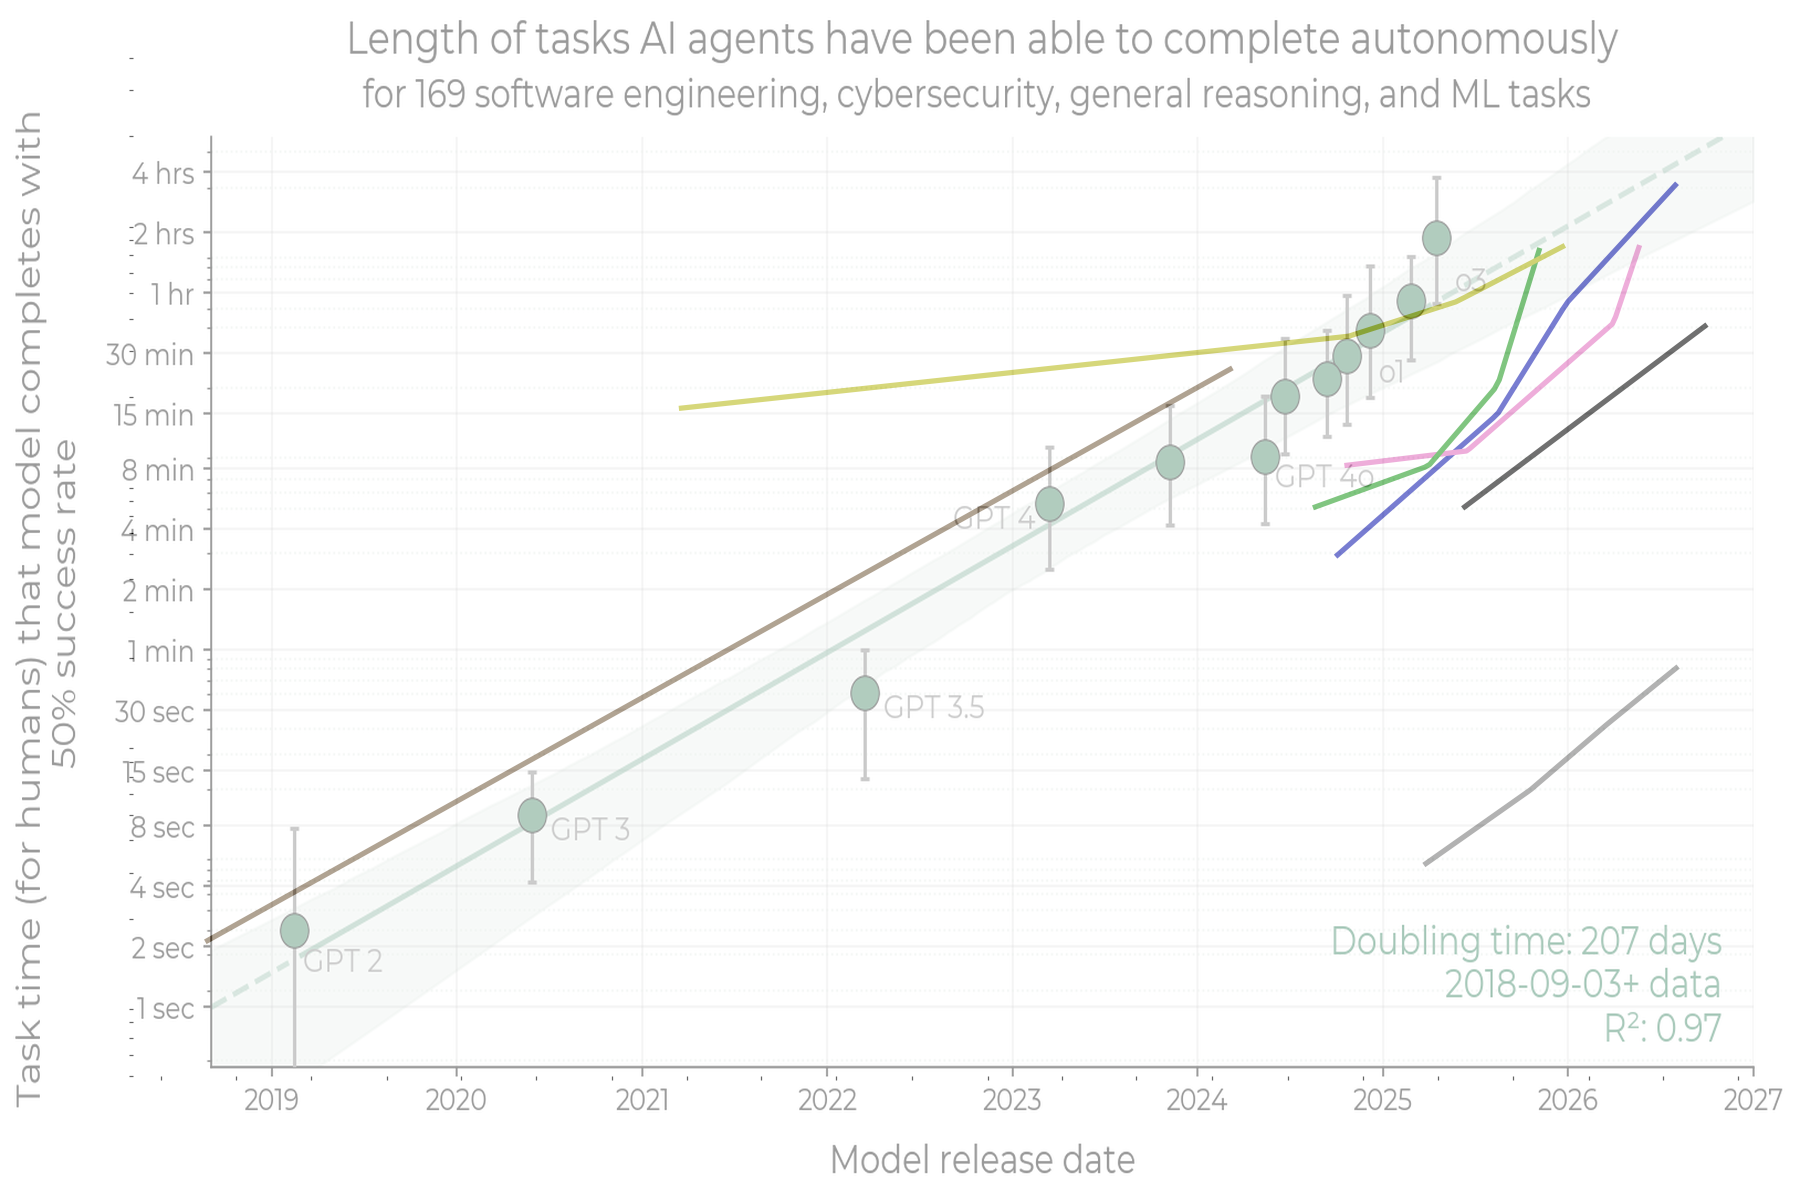 Length of tasks AI agents have been able to complete autonomously
for 169 software engineering, cybersecurity, general reasoning, and ML tasks
Task time (for humans) that model completes with
50% success rate
4 hrs
2 hrs
1 hr
30 min
15 min
8 min
4 min
2 min
1 min
30 sec
15 sec
8 sec
4 sec
2 sec
1 sec
o3
o1
GPT 4o
GPT 4
GPT 3.5
GPT 3
GPT 2
Doubling time: 207 days
2018-09-03+ data
R²: 0.97
2019 2020 2021 2022 2023 2024 2025 2026 2027
Model release date